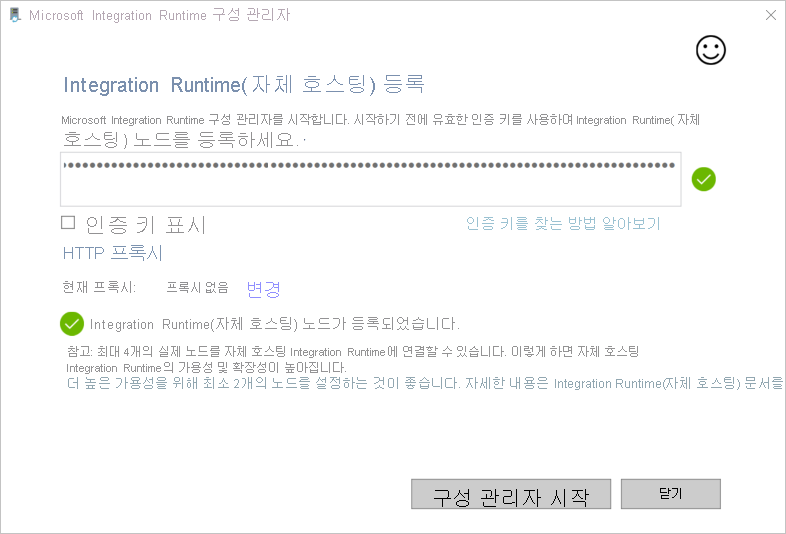 Microsoft Integration Runtime 구성 관리자
Integration Runtime(자체 호스팅) 등록
Microsoft Integration Runtime 구성 관리자를 시작합니다. 시작하기 전에 유효한 인증 키를 사용하며 Integration Runtime( 자체
호스팅) 노드를 등록하세요.
인증 키 표시
인증 키를 찾는 방법 알아보기
HTTP 프록시
현재 프록시: 프록시 없음 변경
Integration Runtime(자체 호스팅) 노드가 등록되었습니다.
참고: 최대 4개의 실제 노드를 자체 호스팅 Integration Runtime에 연결할 수 있습니다. 이렇게 하면 자체 호스팅
Integration Runtime의 가용성 및 확장성이 높아집니다.
더 높은 가용성을 위해 최소 2개의 노드를 설정하는 것이 좋습니다. 자세한 내용은 Integration Runtime(자체 호스팅) 문서를
구성 관리자 시작
닫기